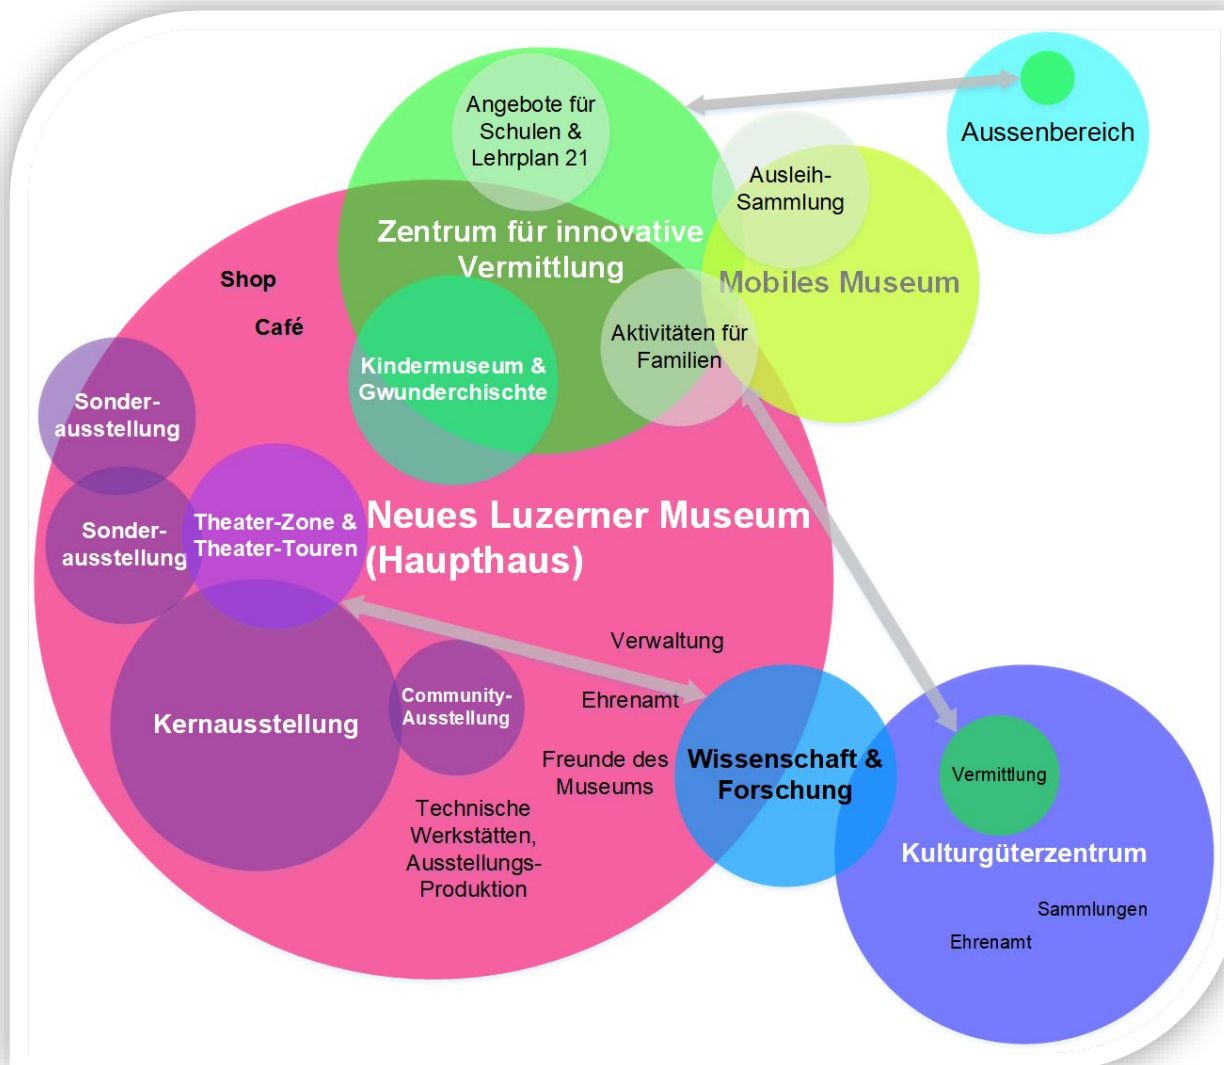 Angebote für
Schulen &
Lehrplan 21
Aussenbereich
Ausleih-
Sammlung
Zentrum für innovative
Vermittlung
Mobiles Museum
Shop
Café
Aktivitäten für
Familien
Kindermuseum &
Gwunderchischte
Sonder-
ausstellung
Sonder-
ausstellung
Theater-Zone &
Theater-Touren
Neues Luzerner Museum
(Haupthaus)
Verwaltung
Ehrenamt
Community-
Ausstellung
Kernausstellung
Freunde des
Museums
Wissenschaft &
Forschung
Technische
Werkstätten,
Ausstellungs-
Produktion
Vermittlung
Kulturgüterzentrum
Sammlungen
Ehrenamt